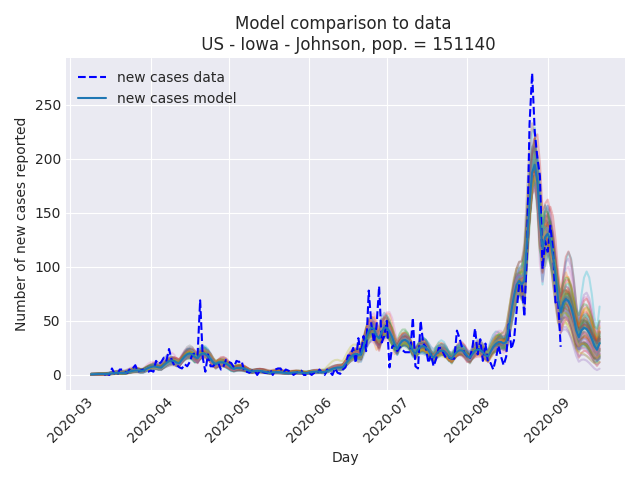 Model comparison to data
US - Iowa - Johnson, pop. = 151140
new cases data
new cases model
Number of new cases reported
250
200
150
100
50
0
2020-03
2020-04
2020-05
2020-06
2020-07
2020-08
2020-09
Day